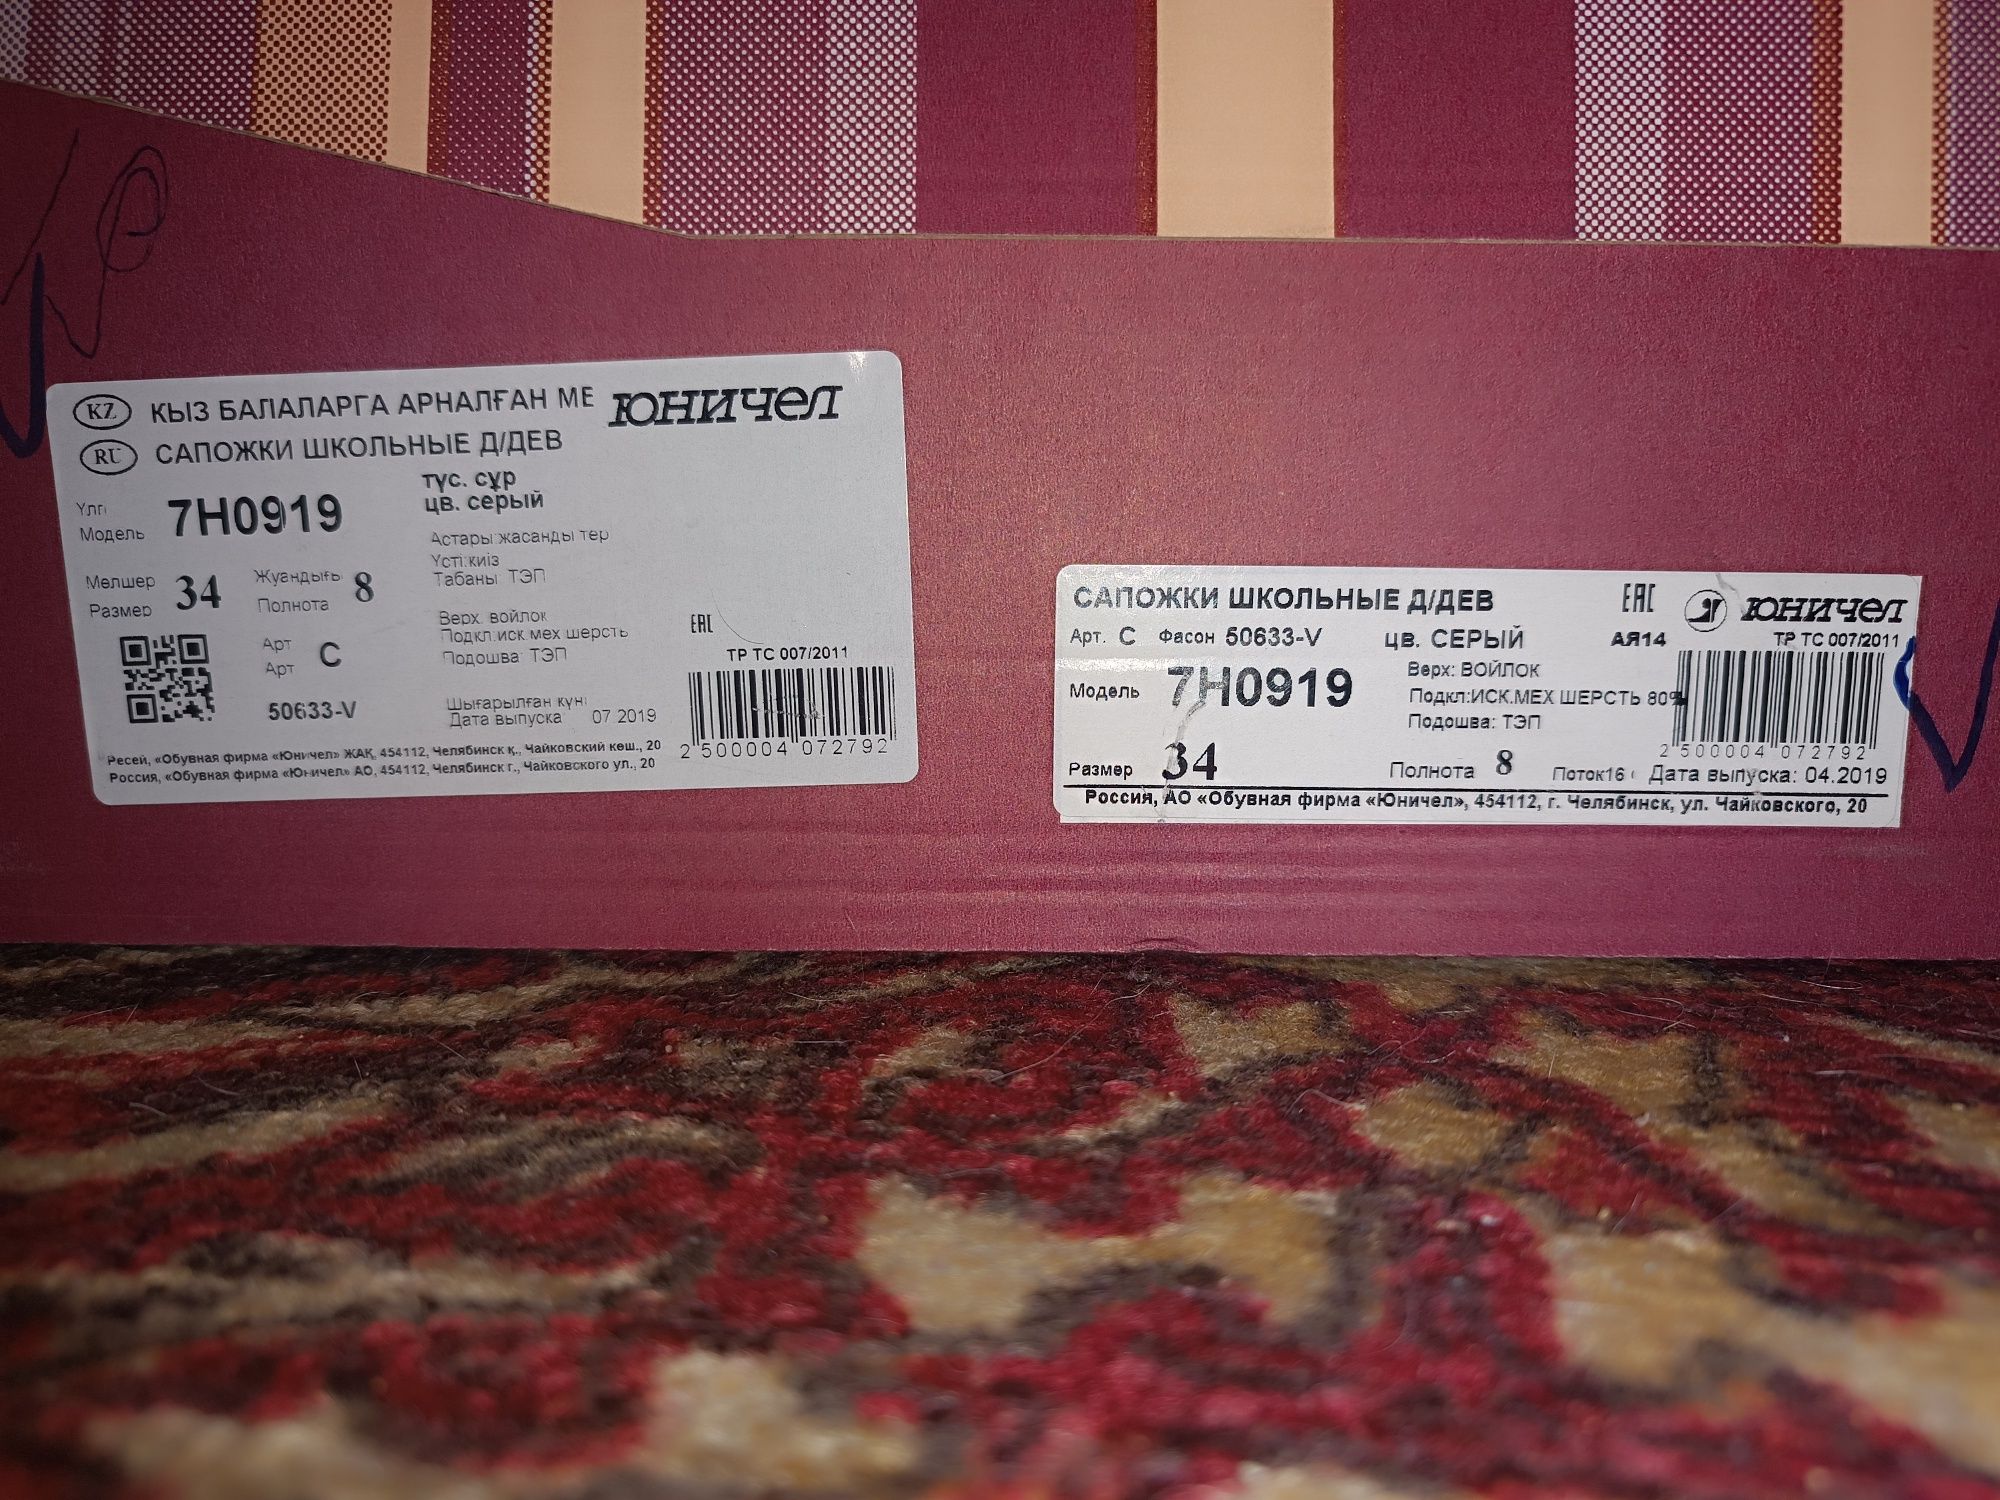 KZ КЫЗ БАЛАЛАРГА АРНАЛҒАН МЕ ЮНИЧЕЛ
RU САПОЖКИ ШКОЛЬНЫЕ Д/ДЕВ
түс. сұр
цв. серый
Үлгі
Модель 7Н0919
Астары:жасанды тер
Үсті:киіз
Табаны: ТЭП
Мөлшер
Размер 34
Жуандығы
Полнота 8
Верх: войлок
Подкл:иск.мех шерсть
Подошва: ТЭП
Арт
Арт С
50633-V
ЕАС
ТР ТС 007/2011
Шығарылған күні
Дата выпуска 07.2019
2 500004 072792
Ресей, «Обувная фирма «Юничел» ЖАҚ, 454112, Челябинск қ., Чайковский көш., 20
Россия, «Обувная фирма «Юничел» АО, 454112, Челябинск г., Чайковского ул., 20
САПОЖКИ ШКОЛЬНЫЕ Д/ДЕВ ЕАС ЮНИЧЕЛ
Арт. С Фасон 50633-V цв. СЕРЫЙ АЯ14 ТР ТС 007/2011
Модель 7Н0919
Верх: ВОЙЛОК
Подкл:ИСК.МЕХ ШЕРСТЬ 80%
Подошва: ТЭП
2 500004 072792
Размер 34 Полнота 8 Поток16 Дата выпуска: 04.2019
Россия, АО «Обувная фирма «Юничел», 454112, г. Челябинск, ул. Чайковского, 20